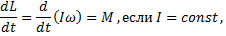 dL/dt = d/dt (Iω) = M , если I = const,